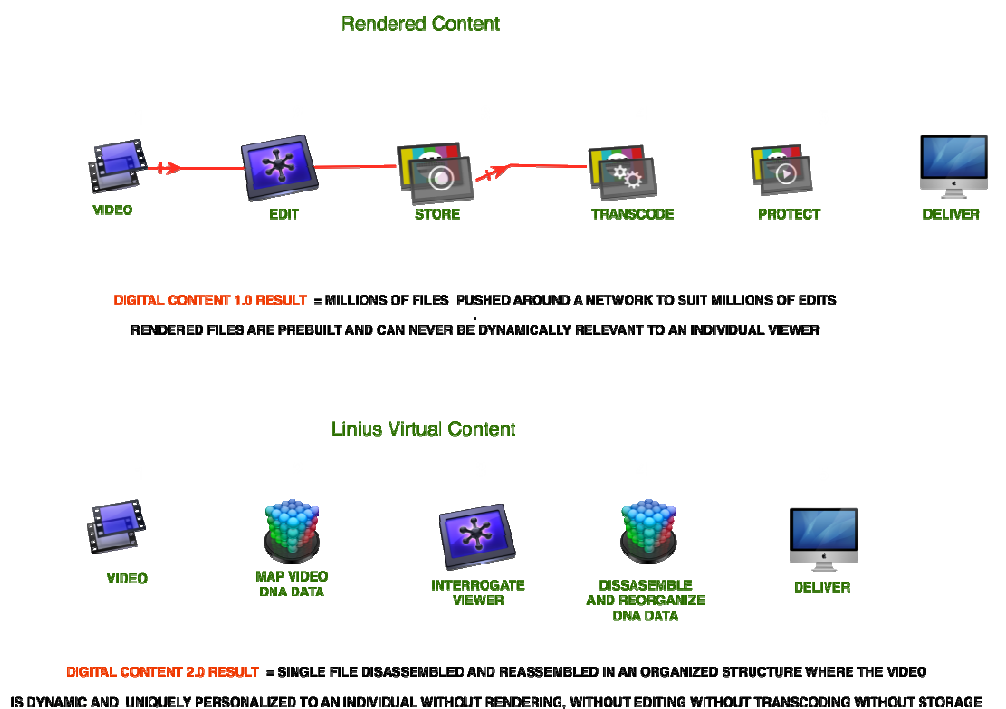 Rendered Content
VIDEO
EDIT
STORE
TRANSCODE
PROTECT
DELIVER
DIGITAL CONTENT 1.0 RESULT = MILLIONS OF FILES PUSHED AROUND A NETWORK TO SUIT MILLIONS OF EDITS
.
RENDERED FILES ARE PREBUILT AND CAN NEVER BE DYNAMICALLY RELEVANT TO AN INDIVIDUAL VIEWER
Linius Virtual Content
VIDEO
MAP VIDEO
DNA DATA
INTERROGATE
VIEWER
DISSASEMBLE
AND REORGANIZE
DNA DATA
DELIVER
DIGITAL CONTENT 2.0 RESULT = SINGLE FILE DISASSEMBLED AND REASSEMBLED IN AN ORGANIZED STRUCTURE WHERE THE VIDEO
IS DYNAMIC AND UNIQUELY PERSONALIZED TO AN INDIVIDUAL WITHOUT RENDERING, WITHOUT EDITING WITHOUT TRANSCODING WITHOUT STORAGE